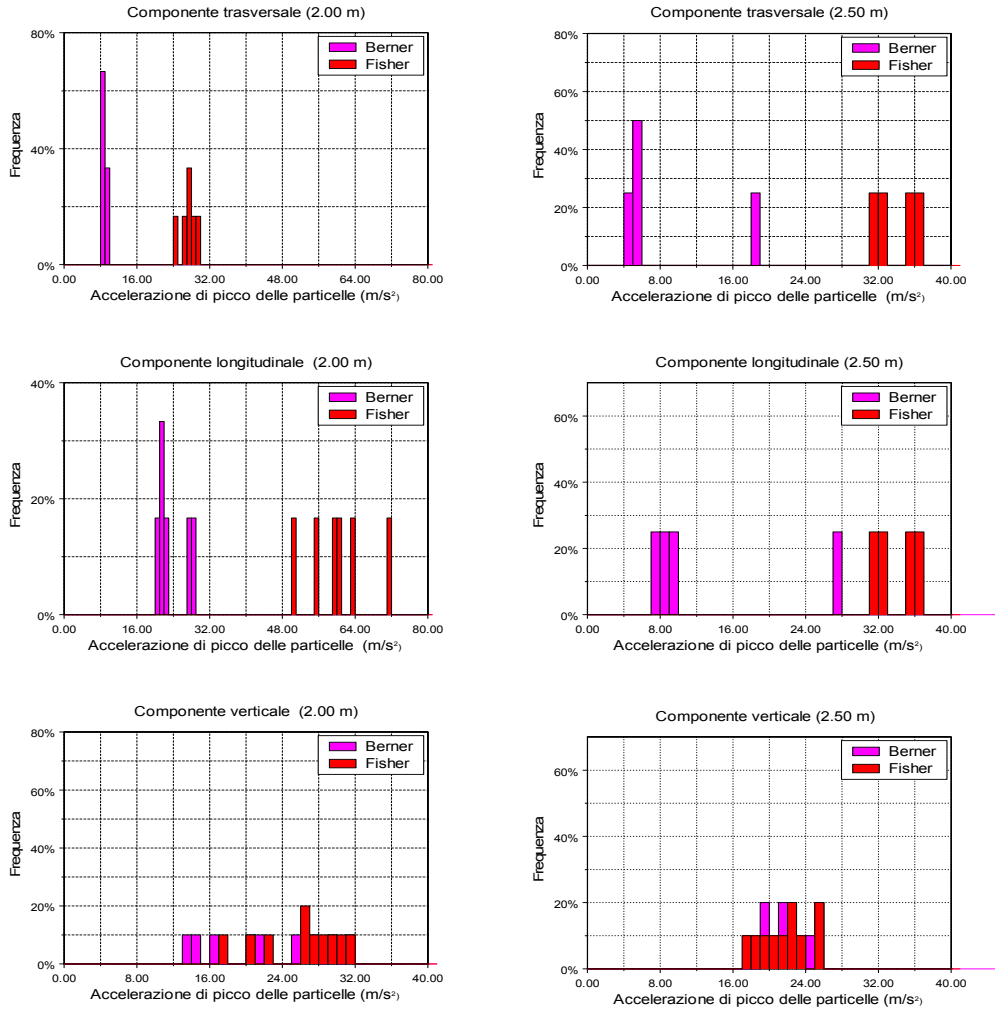 Componente trasversale (2.00 m)
80%
Berner
Fisher
Frequenza
40%
0%
0.00 16.00 32.00 48.00 64.00 80.00
Accelerazione di picco delle particelle (m/s²)
Componente trasversale (2.50 m)
80%
Berner
Fisher
60%
Frequenza
40%
20%
0%
0.00 8.00 16.00 24.00 32.00 40.00
Accelerazione di picco delle particelle (m/s²)
Componente longitudinale (2.00 m)
40%
Berner
Fisher
Frequenza
20%
0%
0.00 16.00 32.00 48.00 64.00 80.00
Accelerazione di picco delle particelle (m/s²)
Componente longitudinale (2.50 m)
Berner
Fisher
60%
Frequenza
40%
20%
0%
0.00 8.00 16.00 24.00 32.00 40.00
Accelerazione di picco delle particelle (m/s²)
Componente verticale (2.00 m)
80%
Berner
Fisher
60%
Frequenza
40%
20%
0%
0.00 8.00 16.00 24.00 32.00 40.00
Accelerazione di picco delle particelle (m/s²)
Componente verticale (2.50 m)
Berner
Fisher
60%
Frequenza
40%
20%
0%
0.00 8.00 16.00 24.00 32.00 40.00
Accelerazione di picco delle particelle (m/s²)